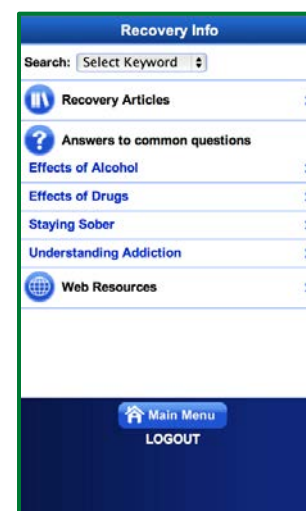 Recovery Info
Search: Select Keyword
Recovery Articles
Answers to common questions
Effects of Alcohol
Effects of Drugs
Staying Sober
Understanding Addiction
Web Resources
Main Menu
LOGOUT